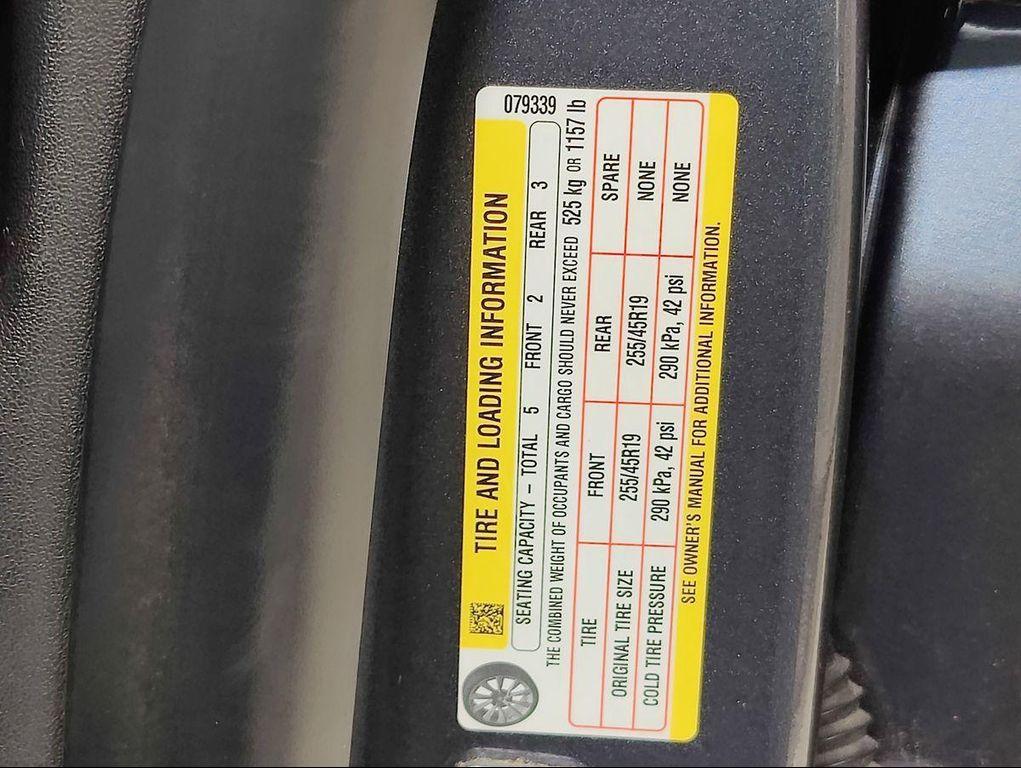 079339
TIRE AND LOADING INFORMATION
SEATING CAPACITY – TOTAL 5 FRONT 2 REAR 3
THE COMBINED WEIGHT OF OCCUPANTS AND CARGO SHOULD NEVER EXCEED 525 kg OR 1157 lb
TIRE FRONT REAR SPARE
ORIGINAL TIRE SIZE 255/45R19 255/45R19 NONE
COLD TIRE PRESSURE 290 kPa, 42 psi 290 kPa, 42 psi NONE
SEE OWNER'S MANUAL FOR ADDITIONAL INFORMATION.